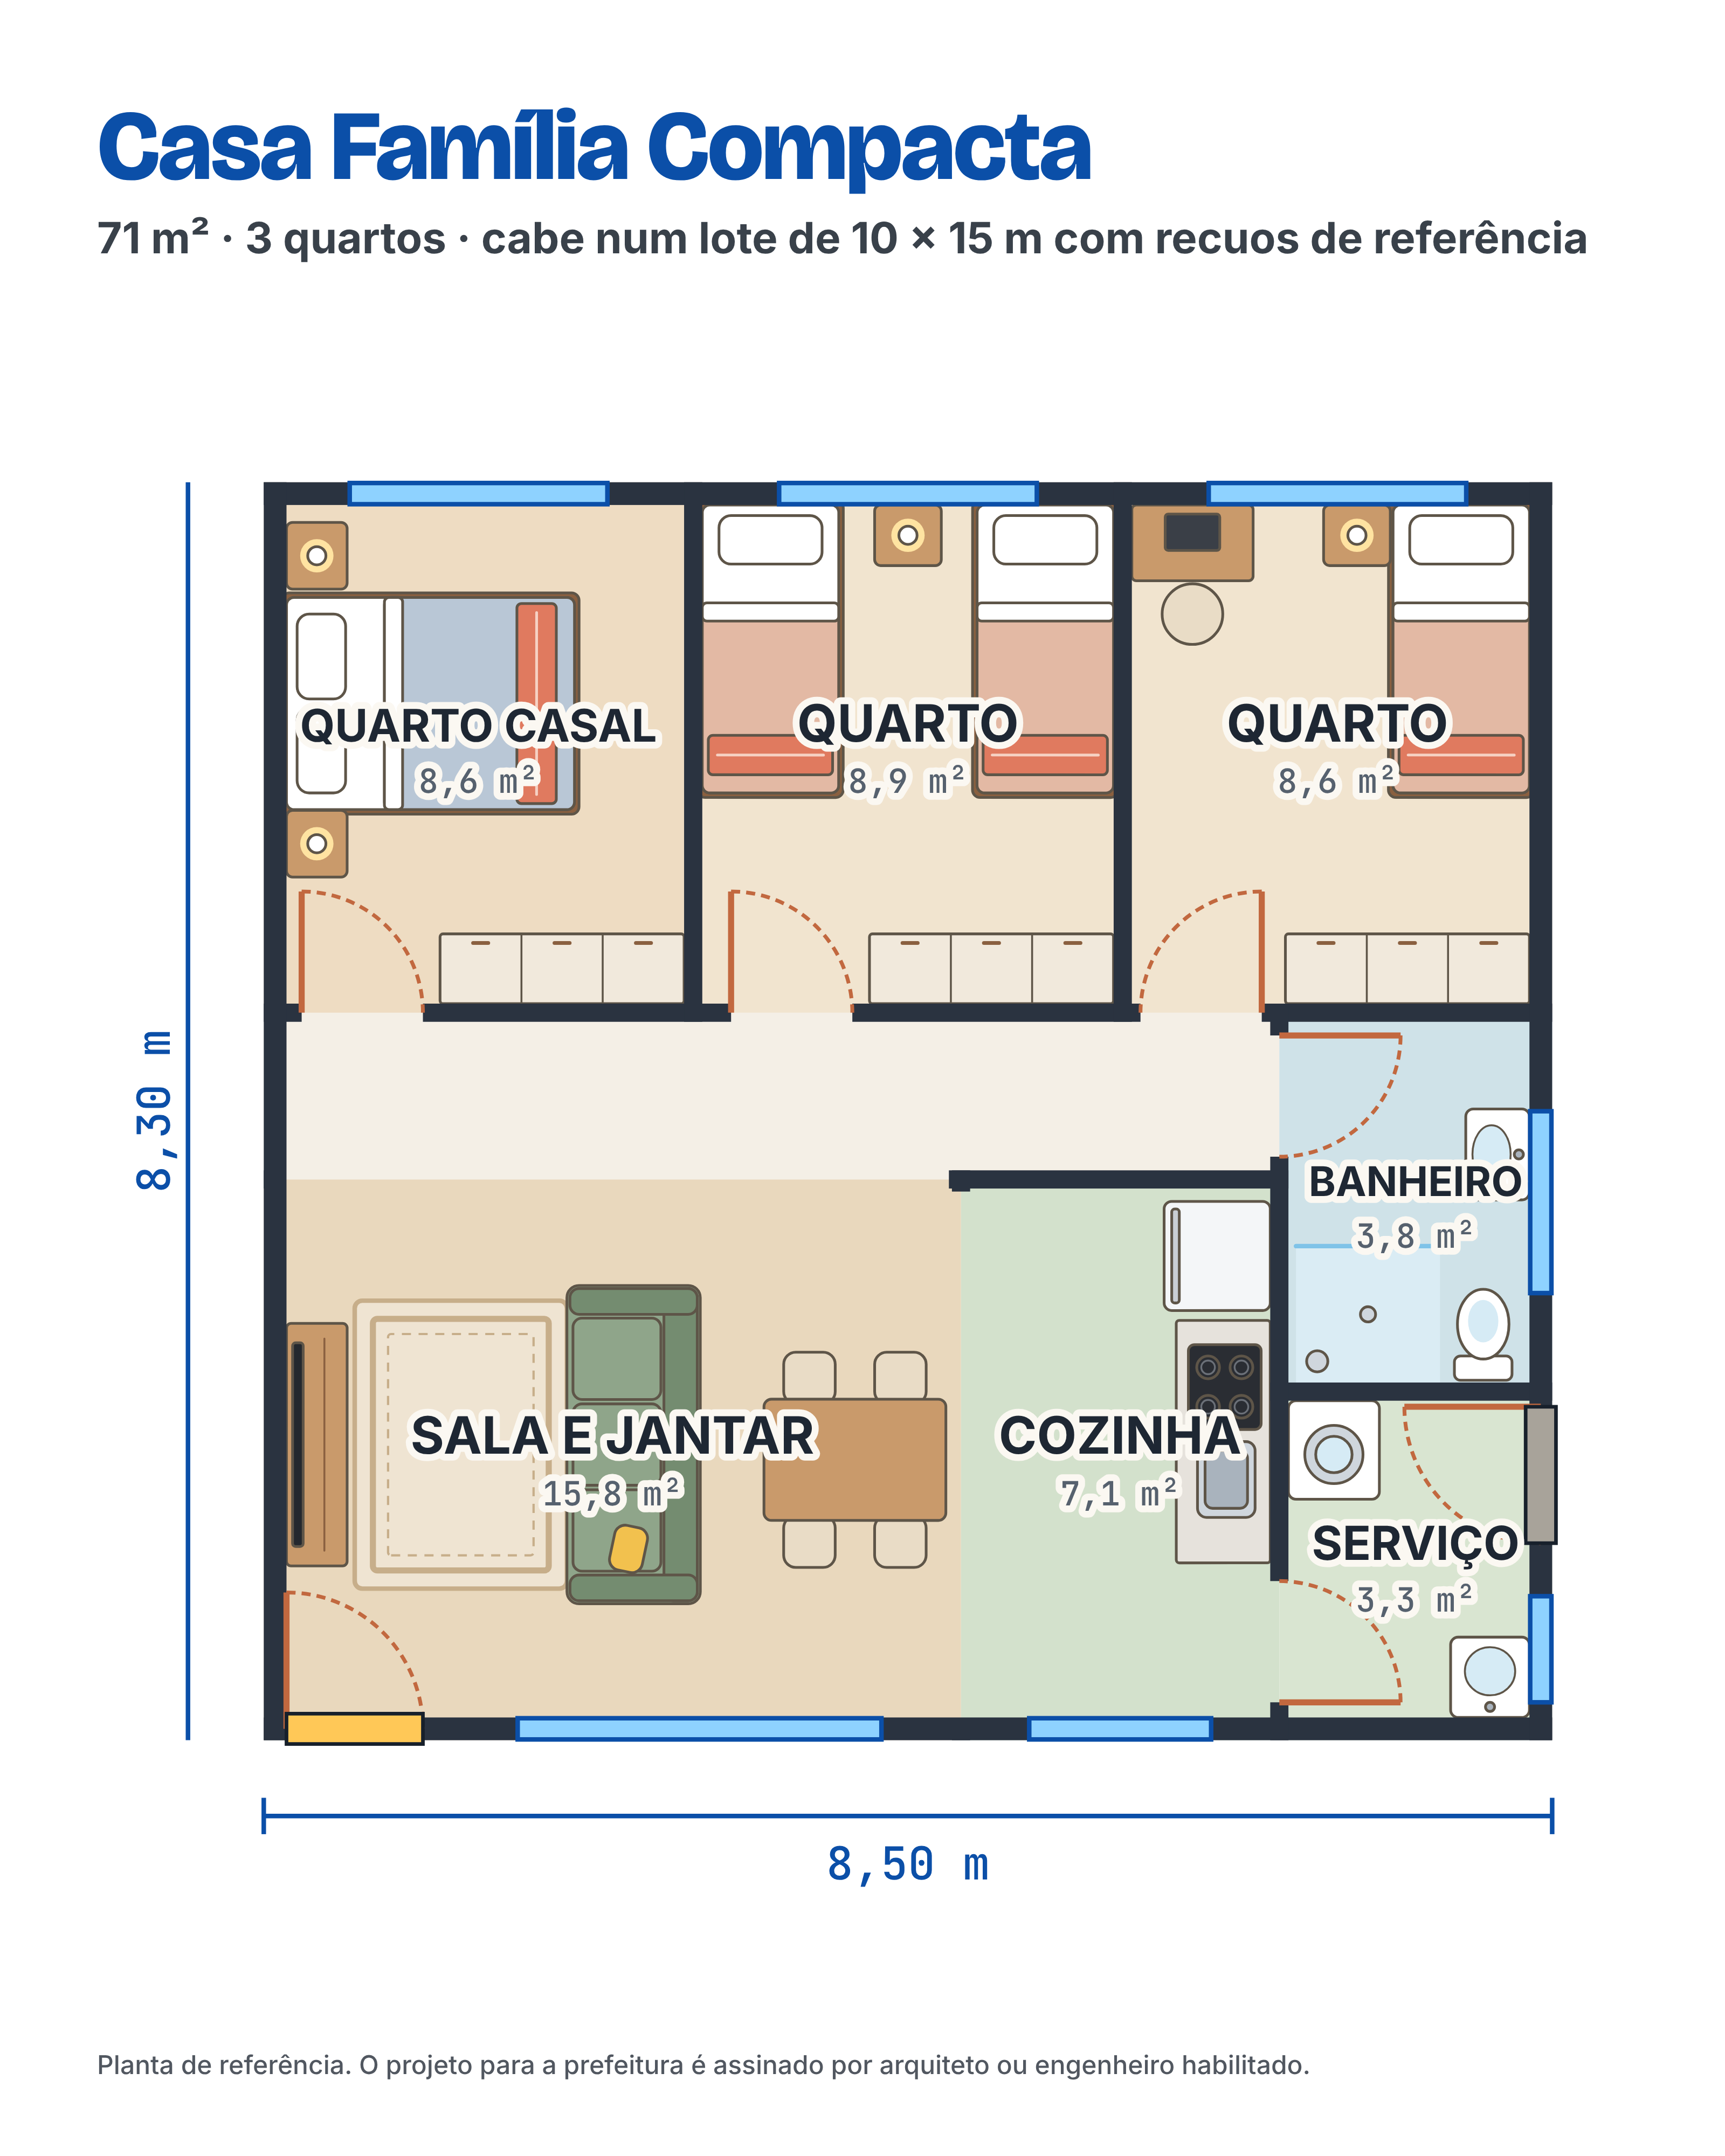 Casa Família Compacta
71 m² · 3 quartos · cabe num lote de 10 × 15 m com recuos de referência
QUARTO CASAL
8,6 m²
QUARTO
8,9 m²
QUARTO
8,6 m²
8,30 m
BANHEIRO
3,8 m²
SALA E JANTAR
15,8 m²
COZINHA
7,1 m²
SERVIÇO
3,3 m²
8,50 m
Planta de referência. O projeto para a prefeitura é assinado por arquiteto ou engenheiro habilitado.